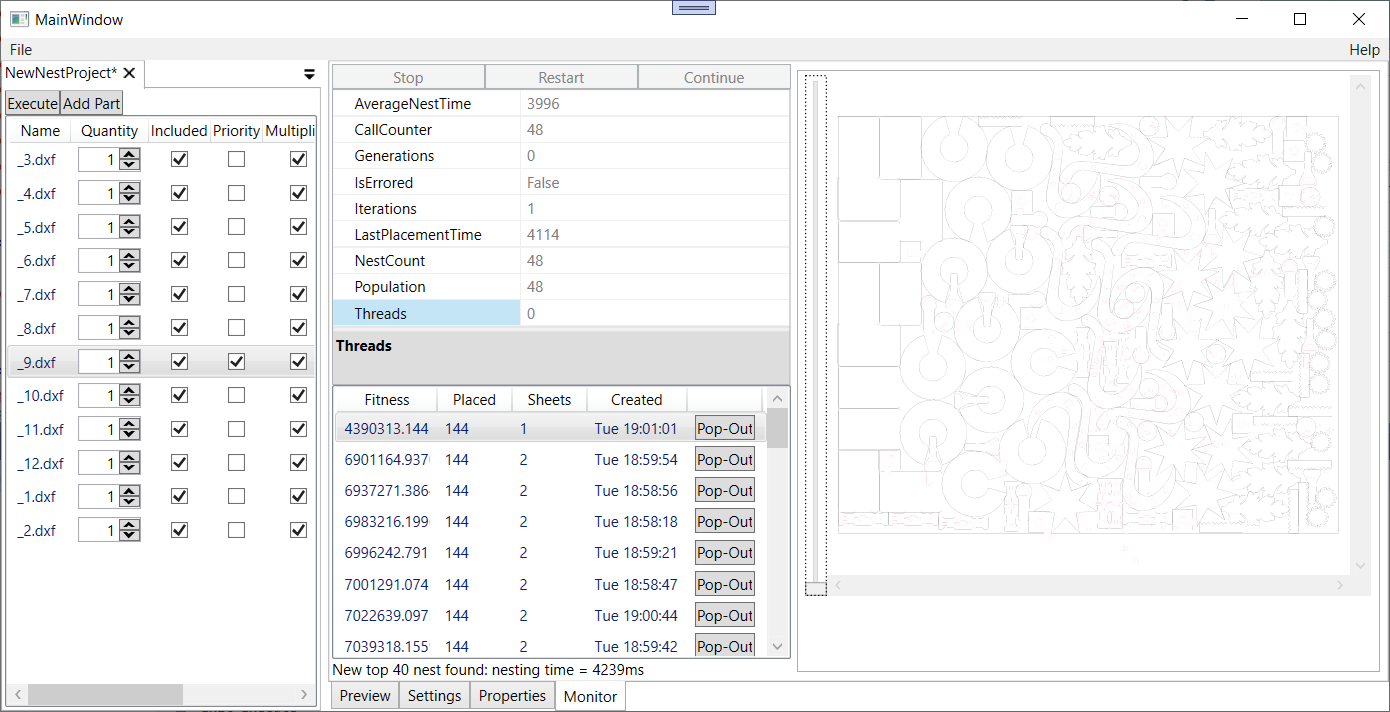 MainWindow
File Help
NewNestProject*
Execute Add Part
Name Quantity Included Priority Multipli
_3.dxf 1
_4.dxf 1
_5.dxf 1
_6.dxf 1
_7.dxf 1
_8.dxf 1
_9.dxf 1
_10.dxf 1
_11.dxf 1
_12.dxf 1
_1.dxf 1
_2.dxf 1
Stop Restart Continue
AverageNestTime 3996
CallCounter 48
Generations 0
IsErrored False
Iterations 1
LastPlacementTime 4114
NestCount 48
Population 48
Threads 0
Threads
Fitness Placed Sheets Created
4390313.144 144 1 Tue 19:01:01 Pop-Out
6901164.937 144 2 Tue 18:59:54 Pop-Out
6937271.386 144 2 Tue 18:58:56 Pop-Out
6983216.199 144 2 Tue 18:58:18 Pop-Out
6996242.791 144 2 Tue 18:59:21 Pop-Out
7001291.074 144 2 Tue 18:58:47 Pop-Out
7022639.097 144 2 Tue 19:00:44 Pop-Out
7039318.155 144 2 Tue 18:59:42 Pop-Out
New top 40 nest found: nesting time = 4239ms
Preview Settings Properties Monitor